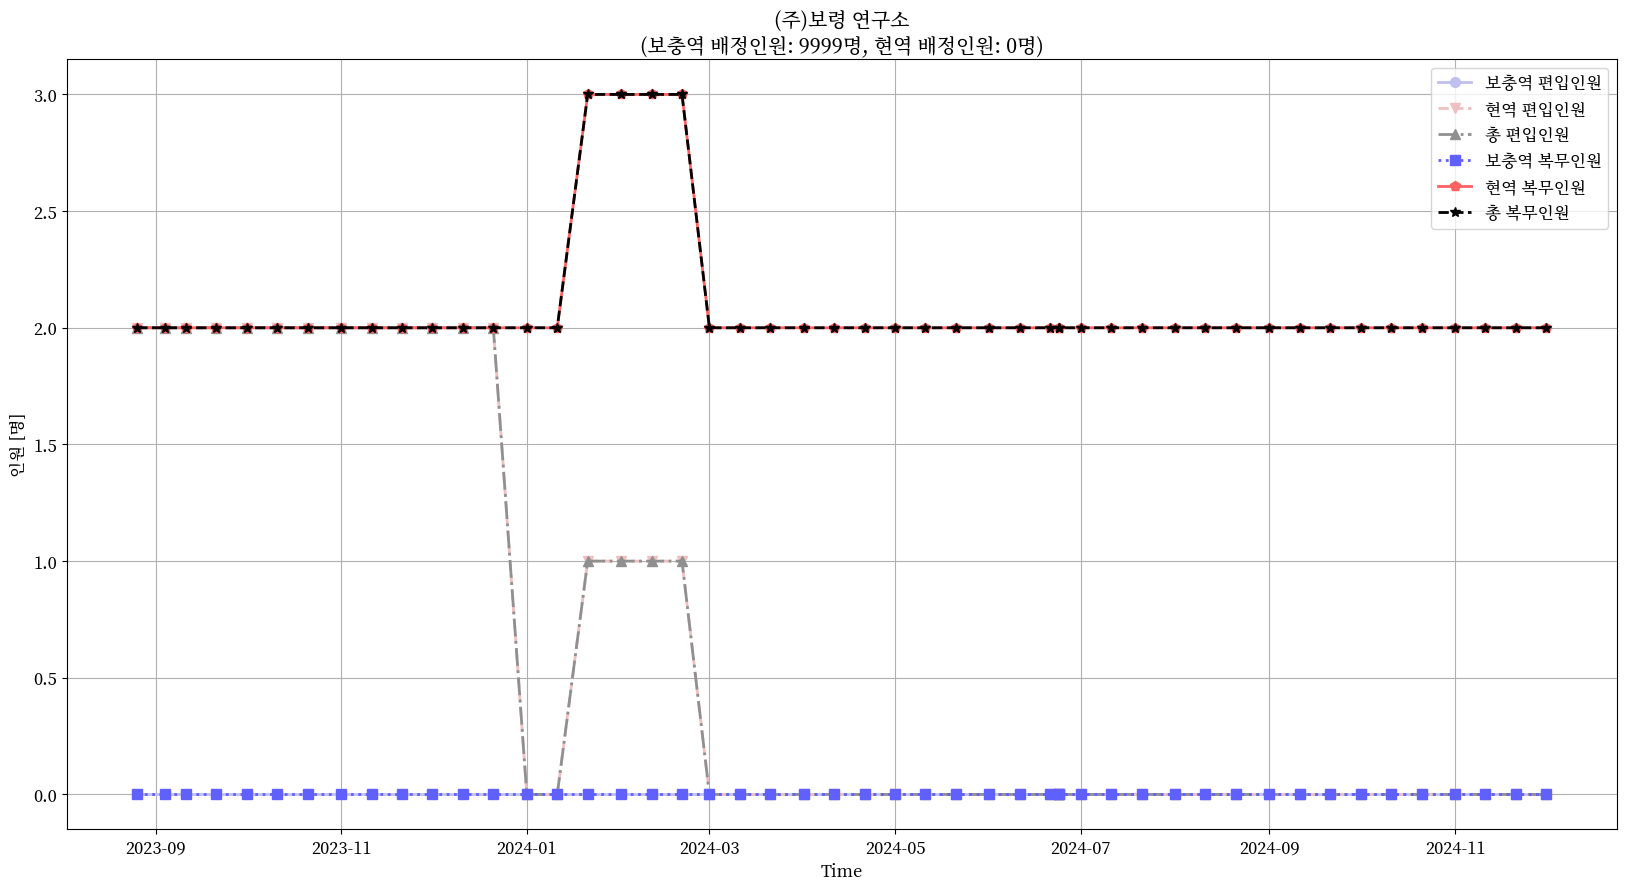 (주)보령 연구소
(보충역 배정인원: 9999명, 현역 배정인원: 0명)
보충역 편입인원
현역 편입인원
총 편입인원
보충역 복무인원
현역 복무인원
총 복무인원
3.0
2.5
2.0
1.5
1.0
0.5
0.0
인원 [명]
2023-09
2023-11
2024-01
2024-03
2024-05
2024-07
2024-09
2024-11
Time